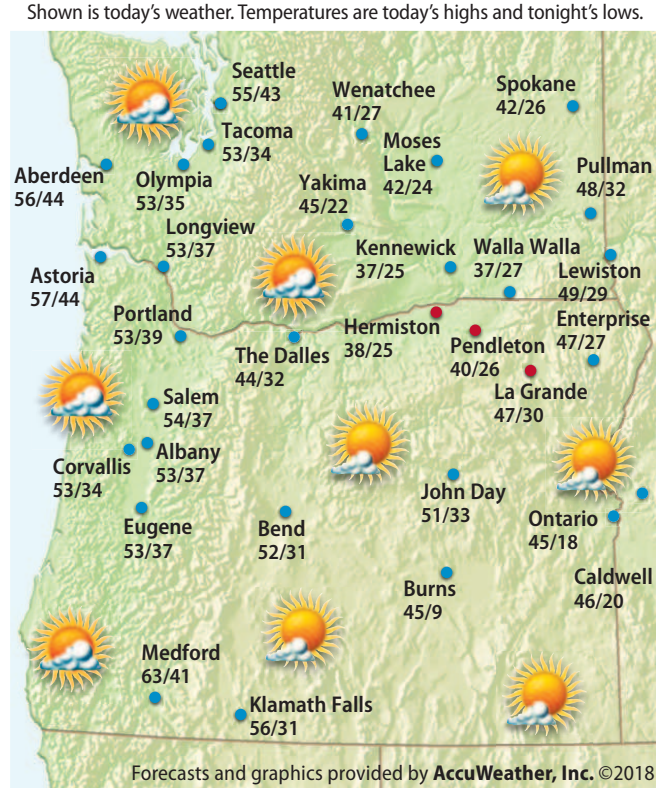 Shown is today's weather. Temperatures are today's highs and tonight's lows.
Seattle
55/43
Wenatchee
41/27
Spokane
42/26
Tacoma
53/34
Moses
Lake
42/24
Aberdeen
56/44
Olympia
53/35
Yakima
45/22
Pullman
48/32
Longview
53/37
Kennewick
37/25
Walla Walla
37/27
Lewiston
49/29
Astoria
57/44
Portland
53/39
The Dalles
44/32
Hermiston
38/25
Pendleton
40/26
Enterprise
47/27
La Grande
47/30
Salem
54/37
Albany
53/37
Corvallis
53/34
John Day
51/33
Eugene
53/37
Bend
52/31
Ontario
45/18
Burns
45/9
Caldwell
46/20
Medford
63/41
Klamath Falls
56/31
Forecasts and graphics provided by AccuWeather, Inc. ©2018